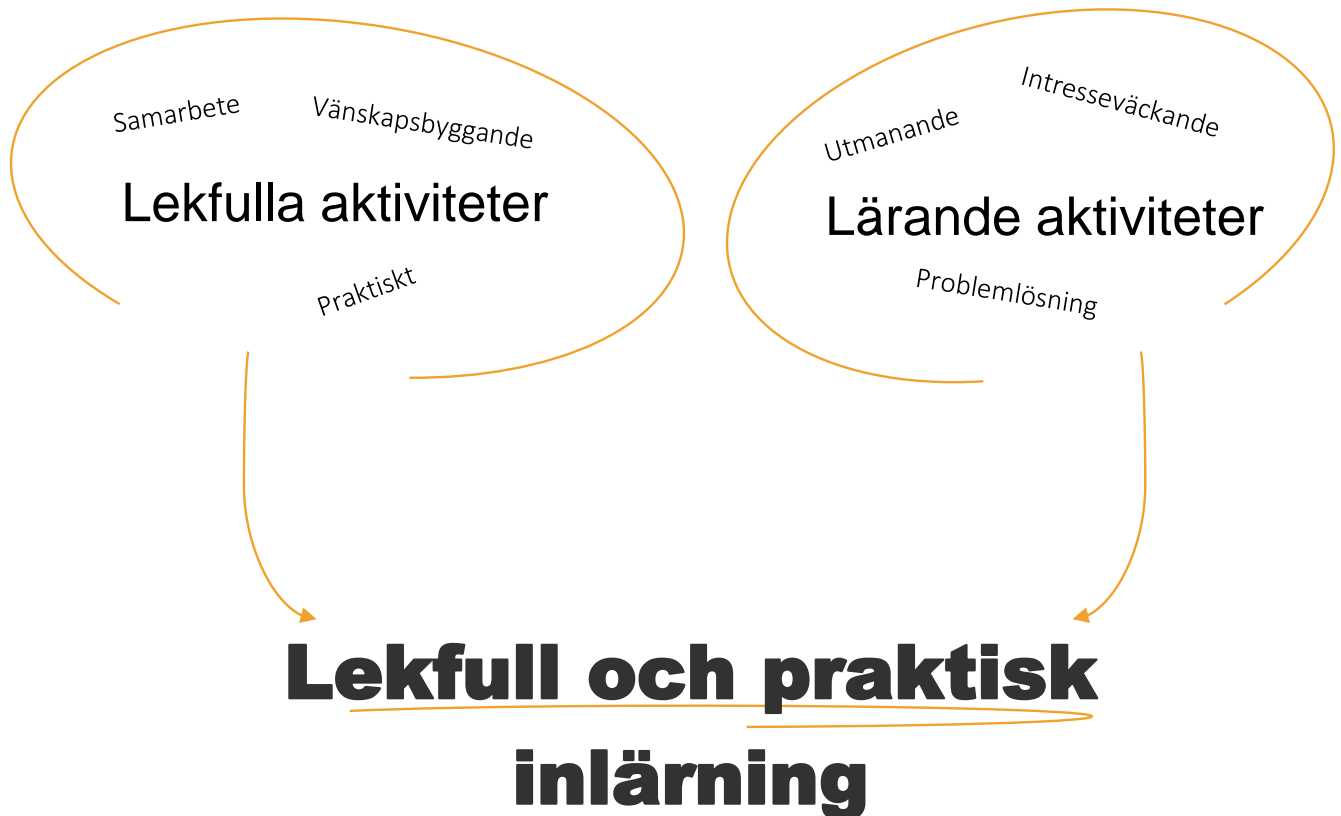 Samarbete
Vänskapsbyggande
Lekfulla aktiviteter
Praktiskt
Intresseväckande
Utmanande
Lärande aktiviteter
Problemlösning
Lekfull och praktisk
inlärning